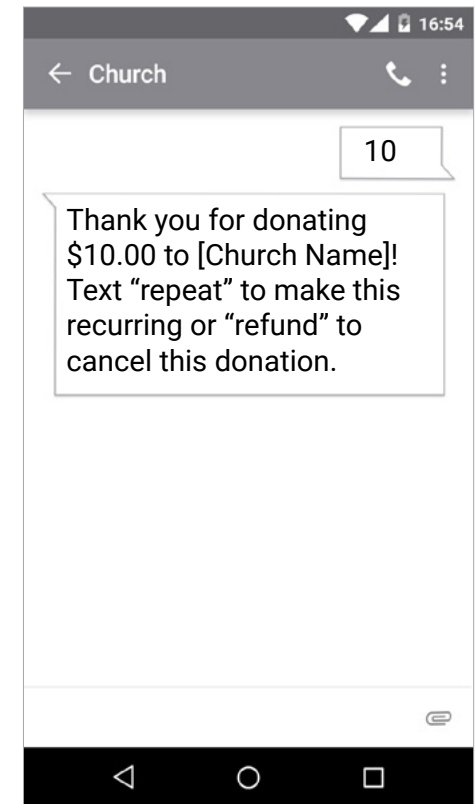 16:54
Church
10
Thank you for donating
$10.00 to [Church Name]!
Text “repeat” to make this
recurring or “refund” to
cancel this donation.